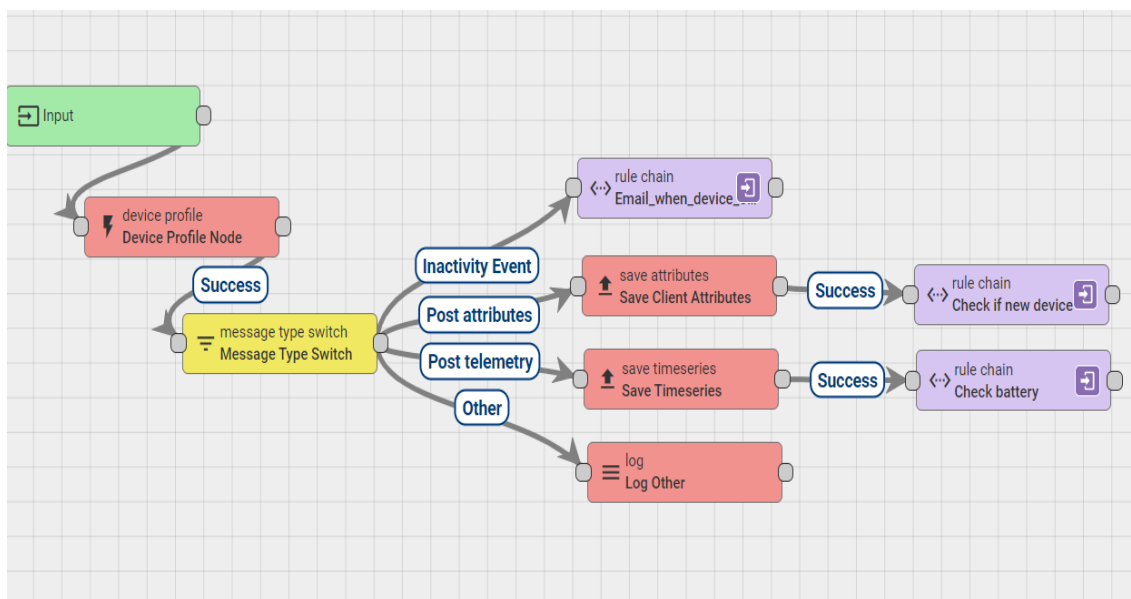 Input
device profile
Device Profile Node
Success
message type switch
Message Type Switch
Inactivity Event
Post attributes
Post telemetry
Other
rule chain
Email_when_device_
save attributes
Save Client Attributes
Success
rule chain
Check if new device
save timeseries
Save Timeseries
Success
rule chain
Check battery
log
Log Other